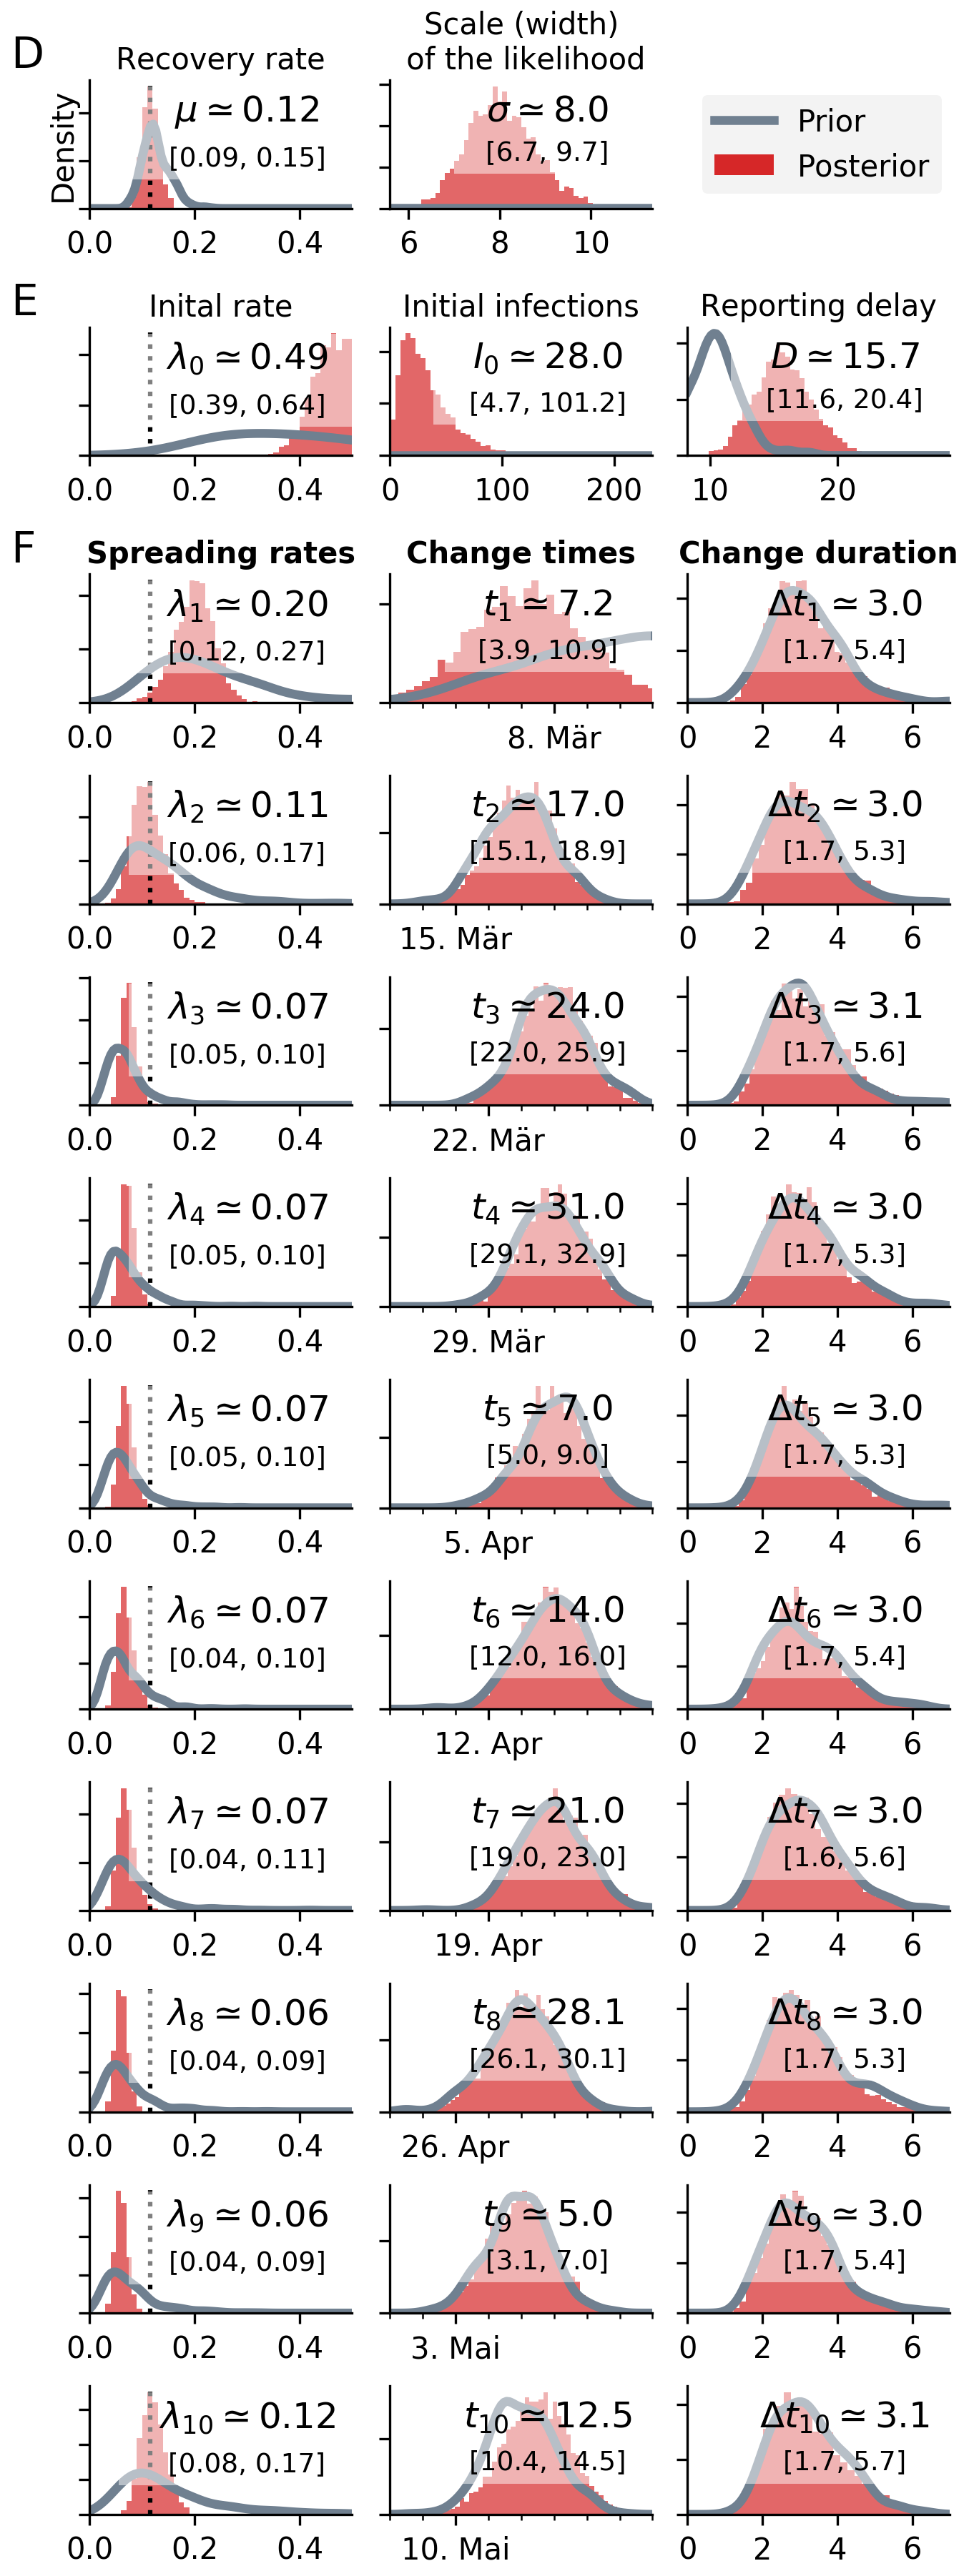 D
Recovery rate
Scale (width)
of the likelihood
Density
μ ≃ 0.12
[0.09, 0.15]
0.0 0.2 0.4
σ ≃ 8.0
[6.7, 9.7]
6 8 10
Prior
Posterior
E
Inital rate
λ0 ≃ 0.49
[0.39, 0.64]
0.0 0.2 0.4
Initial infections
I0 ≃ 28.0
[4.7, 101.2]
0 100 200
Reporting delay
D ≃ 15.7
[11.6, 20.4]
10 20
F
Spreading rates Change times Change duration
λ1 ≃ 0.20
[0.12, 0.27]
0.0 0.2 0.4
t1 ≃ 7.2
[3.9, 10.9]
8. Mär
Δt1 ≃ 3.0
[1.7, 5.4]
0 2 4 6
λ2 ≃ 0.11
[0.06, 0.17]
0.0 0.2 0.4
t2 ≃ 17.0
[15.1, 18.9]
15. Mär
Δt2 ≃ 3.0
[1.7, 5.3]
0 2 4 6
λ3 ≃ 0.07
[0.05, 0.10]
0.0 0.2 0.4
t3 ≃ 24.0
[22.0, 25.9]
22. Mär
Δt3 ≃ 3.1
[1.7, 5.6]
0 2 4 6
λ4 ≃ 0.07
[0.05, 0.10]
0.0 0.2 0.4
t4 ≃ 31.0
[29.1, 32.9]
29. Mär
Δt4 ≃ 3.0
[1.7, 5.3]
0 2 4 6
λ5 ≃ 0.07
[0.05, 0.10]
0.0 0.2 0.4
t5 ≃ 7.0
[5.0, 9.0]
5. Apr
Δt5 ≃ 3.0
[1.7, 5.3]
0 2 4 6
λ6 ≃ 0.07
[0.04, 0.10]
0.0 0.2 0.4
t6 ≃ 14.0
[12.0, 16.0]
12. Apr
Δt6 ≃ 3.0
[1.7, 5.4]
0 2 4 6
λ7 ≃ 0.07
[0.04, 0.11]
0.0 0.2 0.4
t7 ≃ 21.0
[19.0, 23.0]
19. Apr
Δt7 ≃ 3.0
[1.6, 5.6]
0 2 4 6
λ8 ≃ 0.06
[0.04, 0.09]
0.0 0.2 0.4
t8 ≃ 28.1
[26.1, 30.1]
26. Apr
Δt8 ≃ 3.0
[1.7, 5.3]
0 2 4 6
λ9 ≃ 0.06
[0.04, 0.09]
0.0 0.2 0.4
t9 ≃ 5.0
[3.1, 7.0]
3. Mai
Δt9 ≃ 3.0
[1.7, 5.4]
0 2 4 6
λ10 ≃ 0.12
[0.08, 0.17]
0.0 0.2 0.4
t10 ≃ 12.5
[10.4, 14.5]
10. Mai
Δt10 ≃ 3.1
[1.7, 5.7]
0 2 4 6